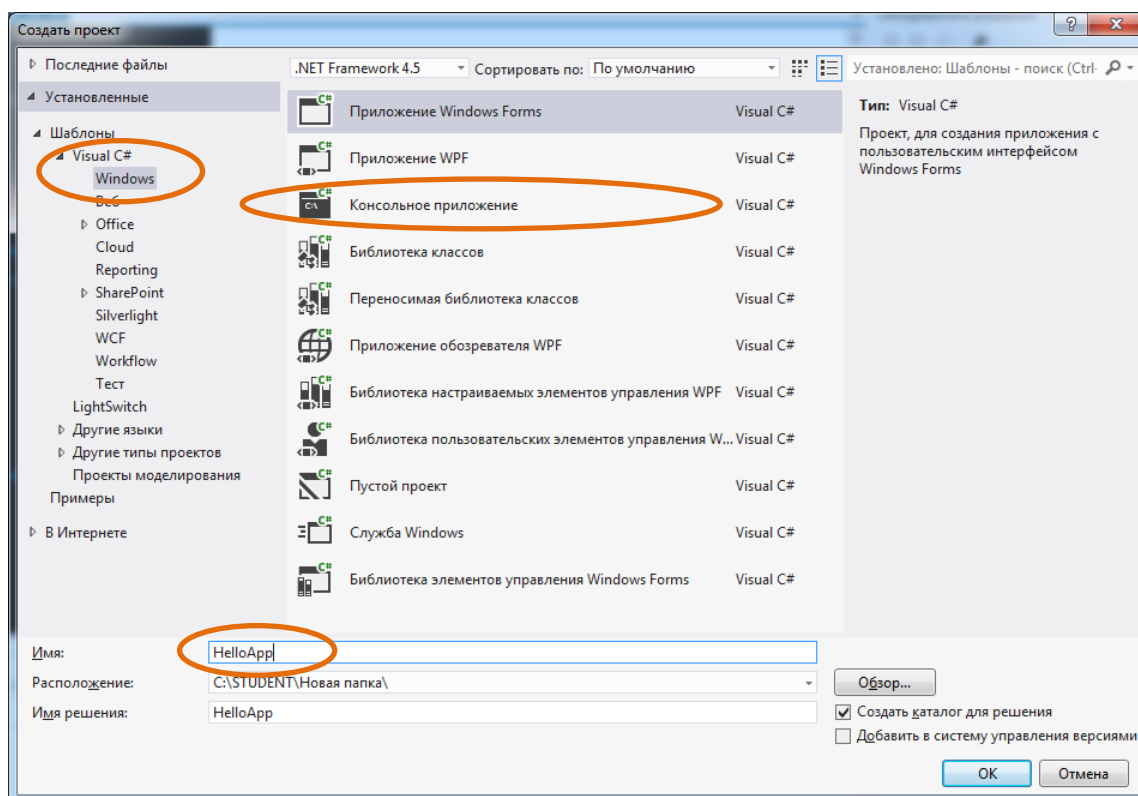 Создать проект
Последние файлы
Установленные
Шаблоны
Visual C#
Windows
Веб
Office
Cloud
Reporting
SharePoint
Silverlight
WCF
Workflow
Тест
LightSwitch
Другие языки
Другие типы проектов
Проекты моделирования
Примеры
В Интернете
.NET Framework 4.5 Сортировать по: По умолчанию
Приложение Windows Forms Visual C#
Приложение WPF Visual C#
Консольное приложение Visual C#
Библиотека классов Visual C#
Переносимая библиотека классов Visual C#
Приложение обозревателя WPF Visual C#
Библиотека настраиваемых элементов управления WPF Visual C#
Библиотека пользовательских элементов управления W... Visual C#
Пустой проект Visual C#
Служба Windows Visual C#
Библиотека элементов управления Windows Forms Visual C#
Установлено: Шаблоны - поиск (Ctrl-
Тип: Visual C#
Проект, для создания приложения с
пользовательским интерфейсом
Windows Forms
Имя: HelloApp
Расположение: C:\STUDENT\Новая папка\
Имя решения: HelloApp
Обзор...
Создать каталог для решения
Добавить в систему управления версиями
OK Отмена